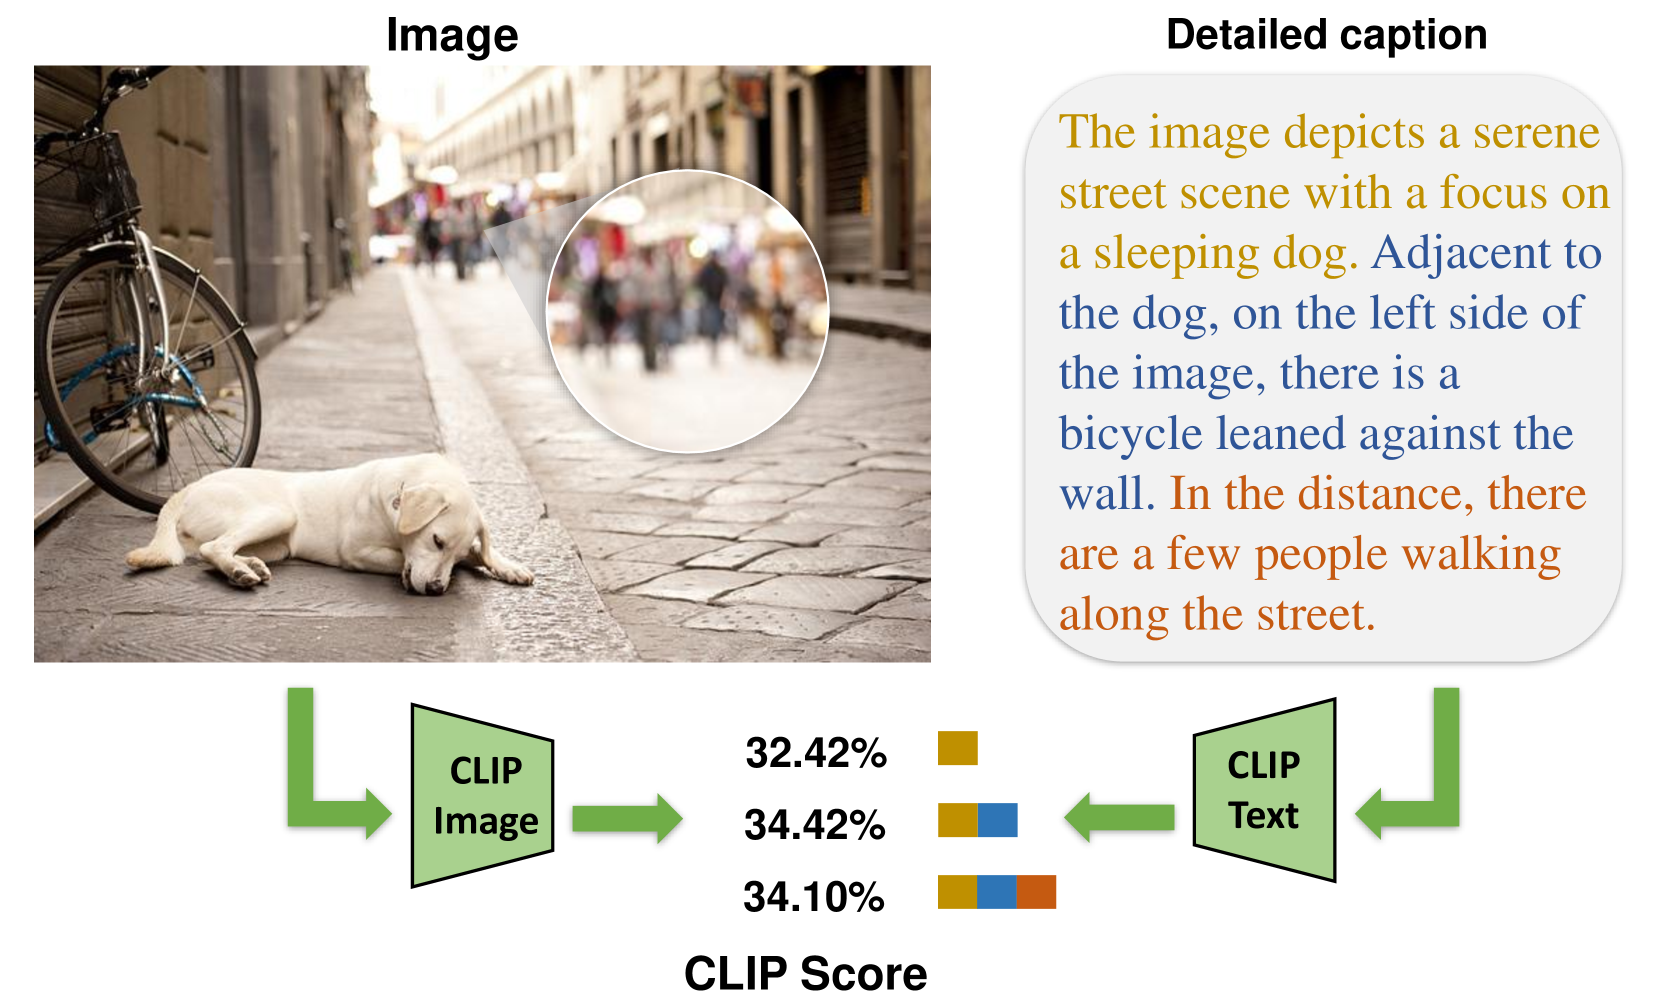 Image
Detailed caption
The image depicts a serene
street scene with a focus on
a sleeping dog. Adjacent to
the dog, on the left side of
the image, there is a
bicycle leaned against the
wall. In the distance, there
are a few people walking
along the street.
CLIP
Image
32.42%
34.42%
34.10%
CLIP
Text
CLIP Score